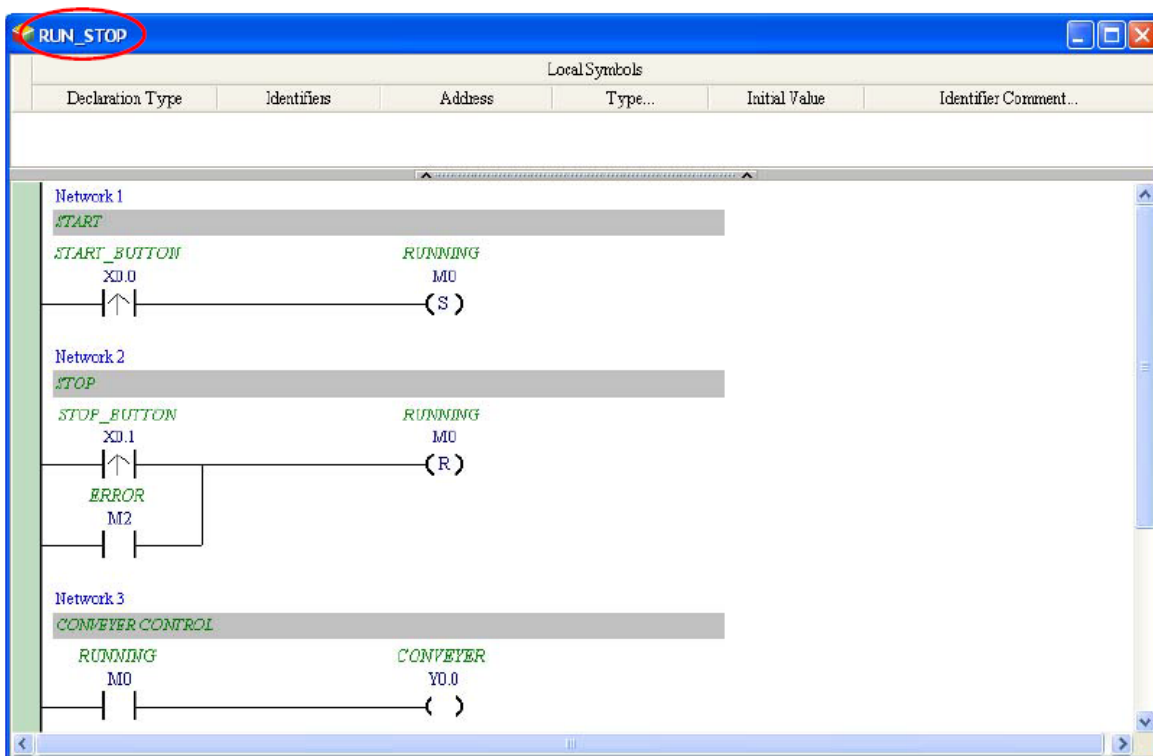 RUN_STOP
Local Symbols
Declaration Type Identifiers Address Type... Initial Value Identifier Comment...
Network 1
START
START_BUTTON RUNNING
X0.0 M0
S
Network 2
STOP
STOP_BUTTON RUNNING
X0.1 M0
R
ERROR
M2
Network 3
CONVEYER CONTROL
RUNNING CONVEYER
M0 Y0.0